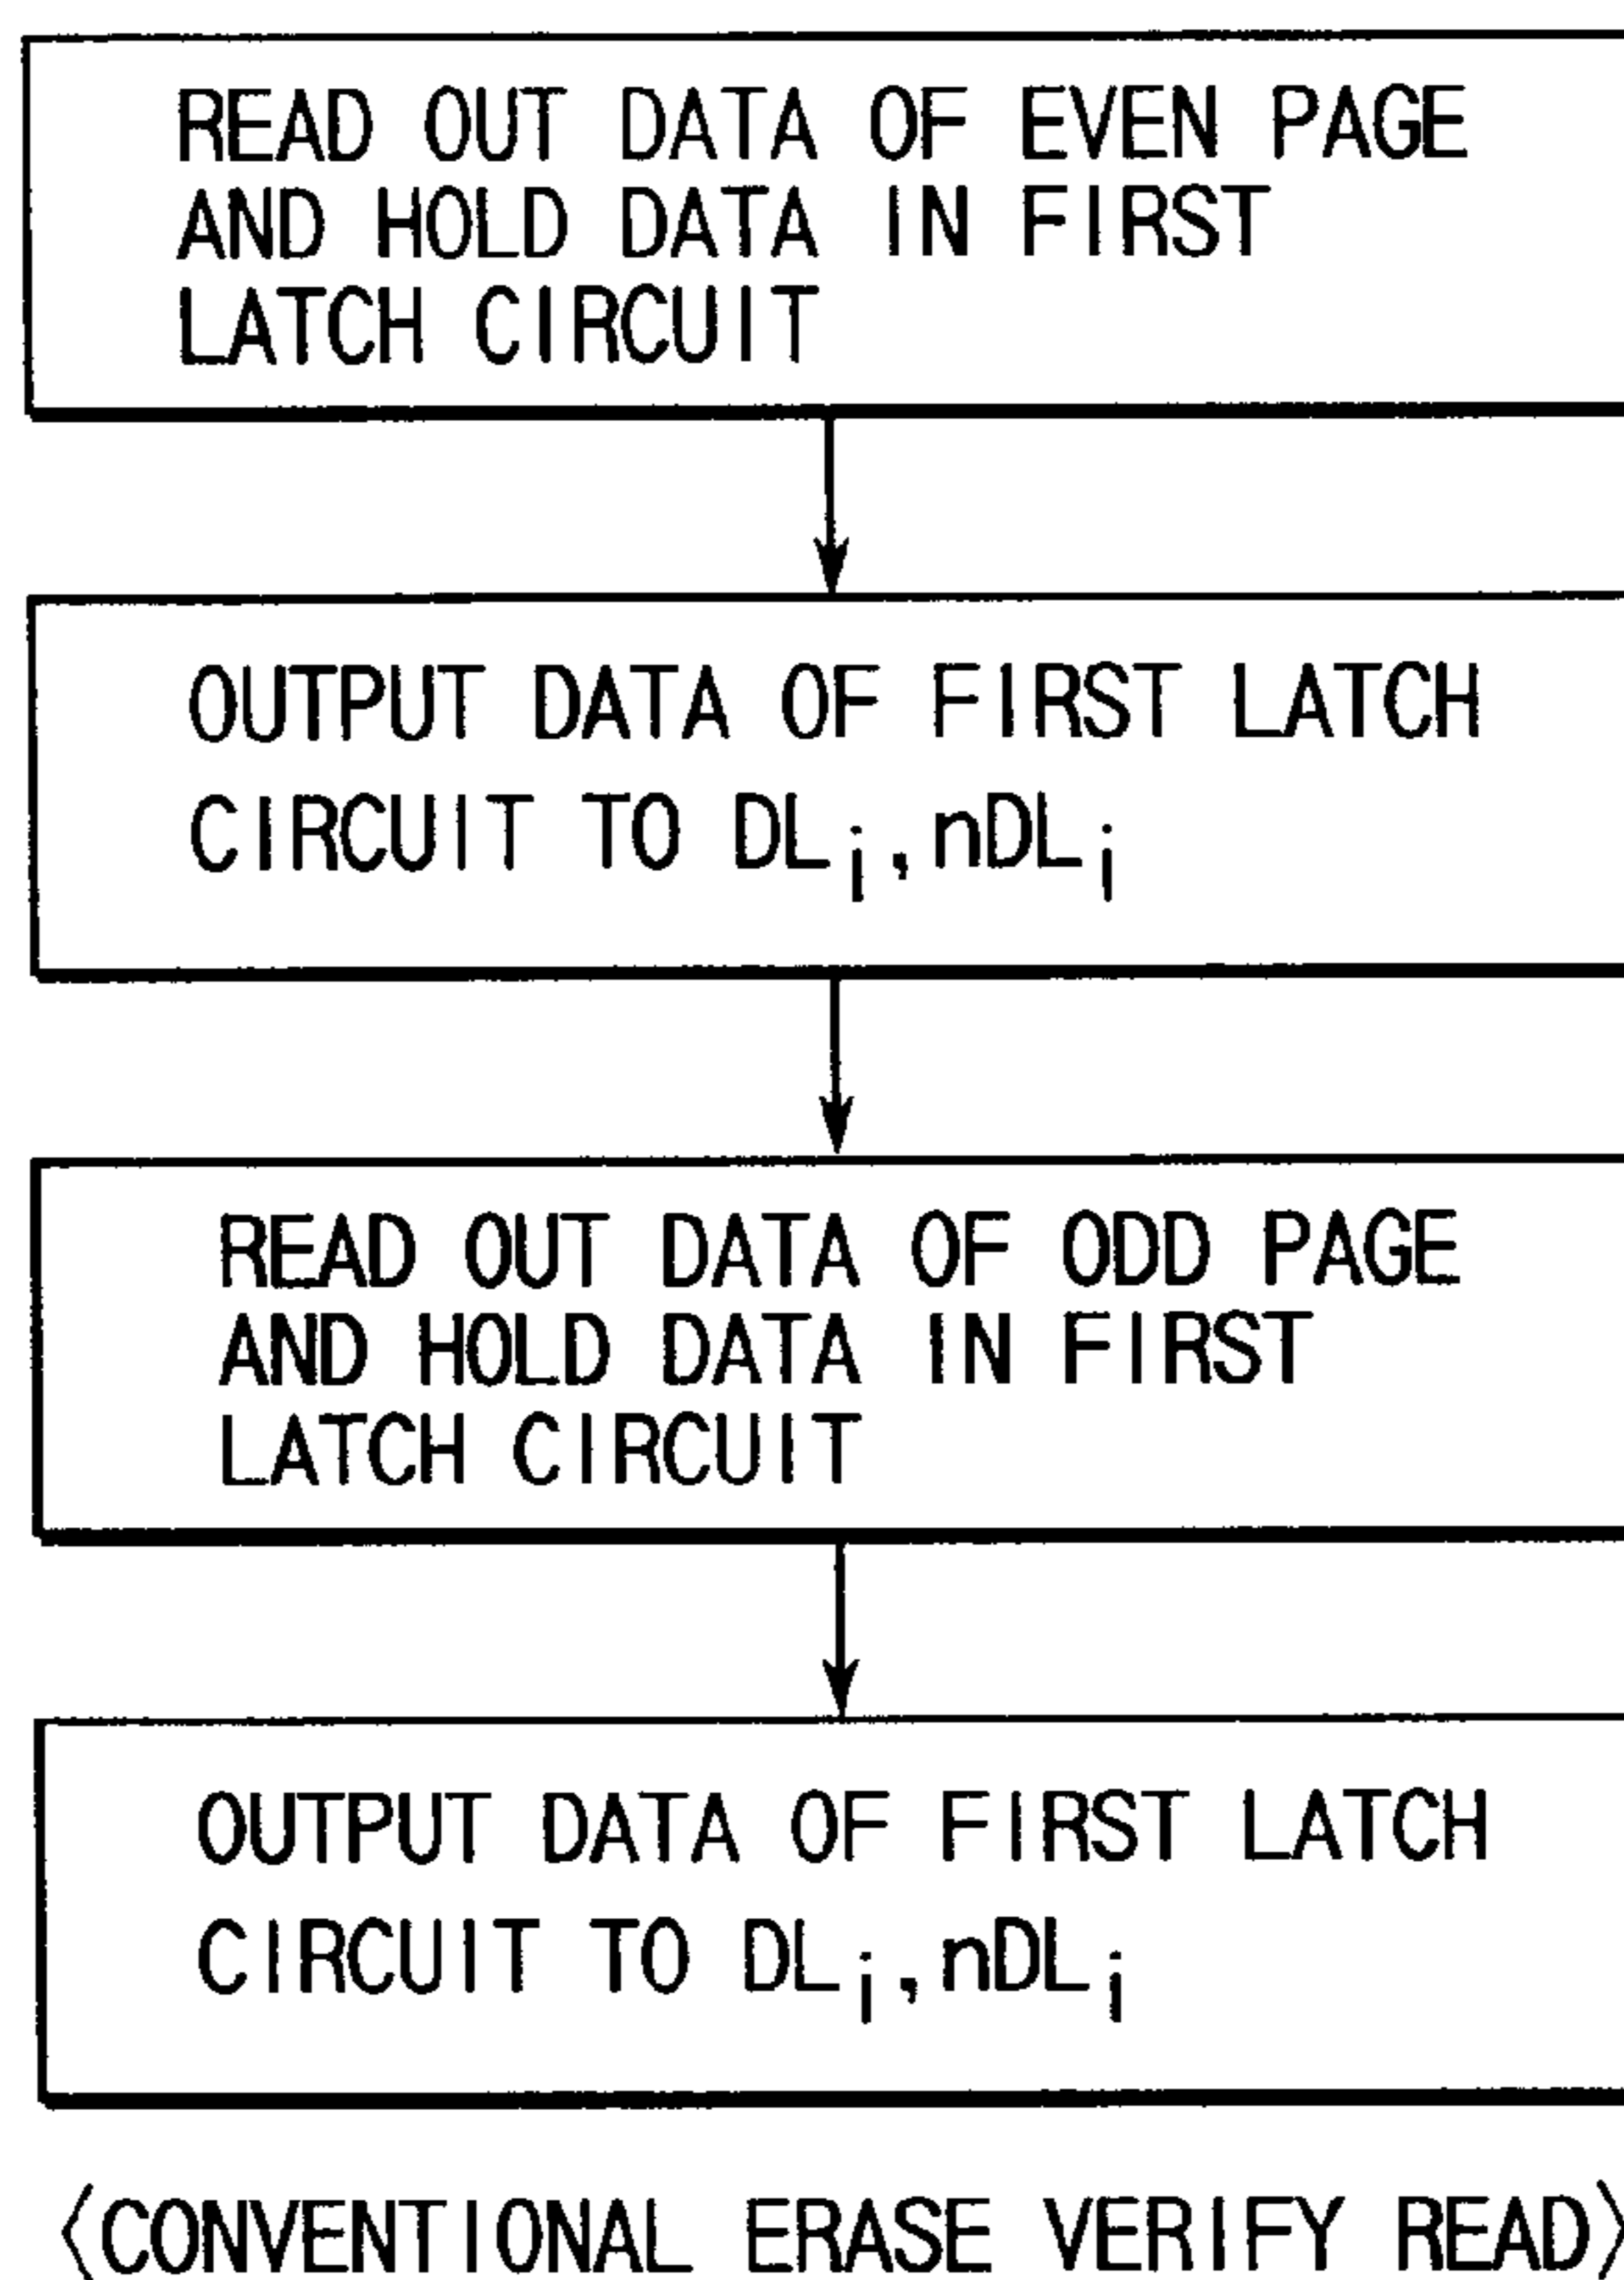 READ OUT DATA OF EVEN PAGE
AND HOLD DATA IN FIRST
LATCH CIRCUIT
OUTPUT DATA OF FIRST LATCH
CIRCUIT TO DLi,nDLi
READ OUT DATA OF ODD PAGE
AND HOLD DATA IN FIRST
LATCH CIRCUIT
OUTPUT DATA OF FIRST LATCH
CIRCUIT TO DLi,nDLi
〈CONVENTIONAL ERASE VERIFY READ〉